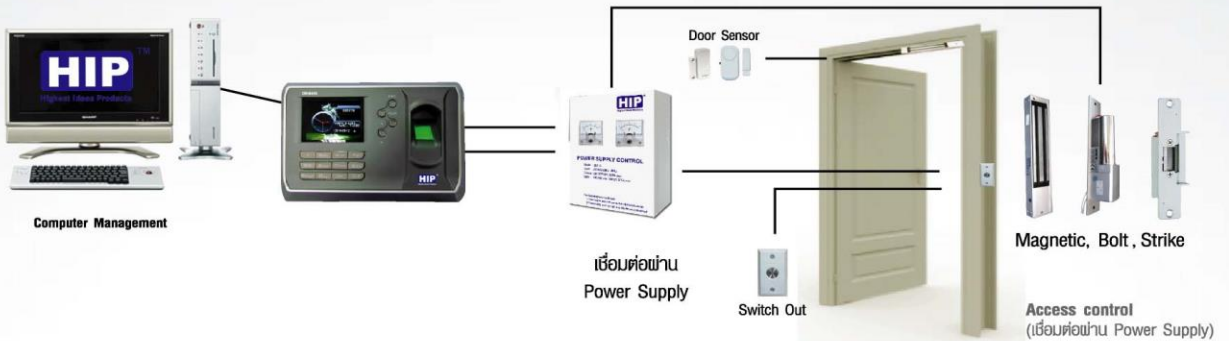 HIP TM
Highest Ideas Products
Computer Management
HIP
HIP
POWER SUPPLY CONTROL
เชื่อมต่อผ่าน
Power Supply
Door Sensor
Switch Out
Magnetic, Bolt , Strike
Access control
(เชื่อมต่อผ่าน Power Supply)